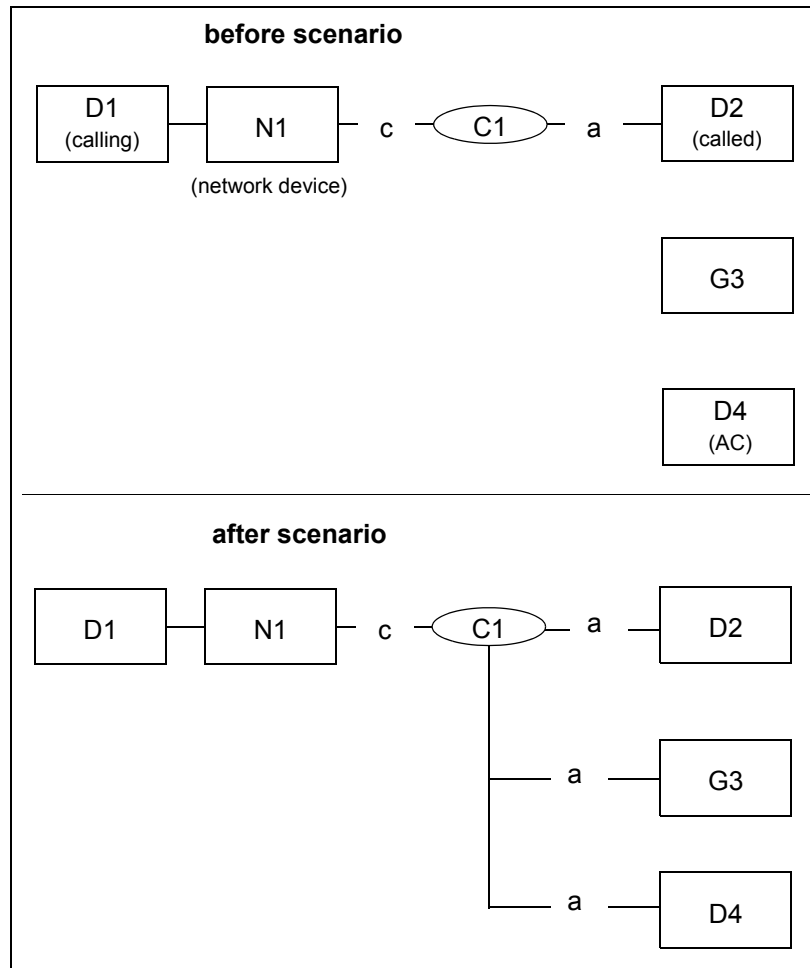 before scenario
D1
(calling)
N1
c
C1
a
D2
(called)
(network device)
G3
D4
(AC)
after scenario
D1
N1
c
C1
a
D2
a
G3
a
D4